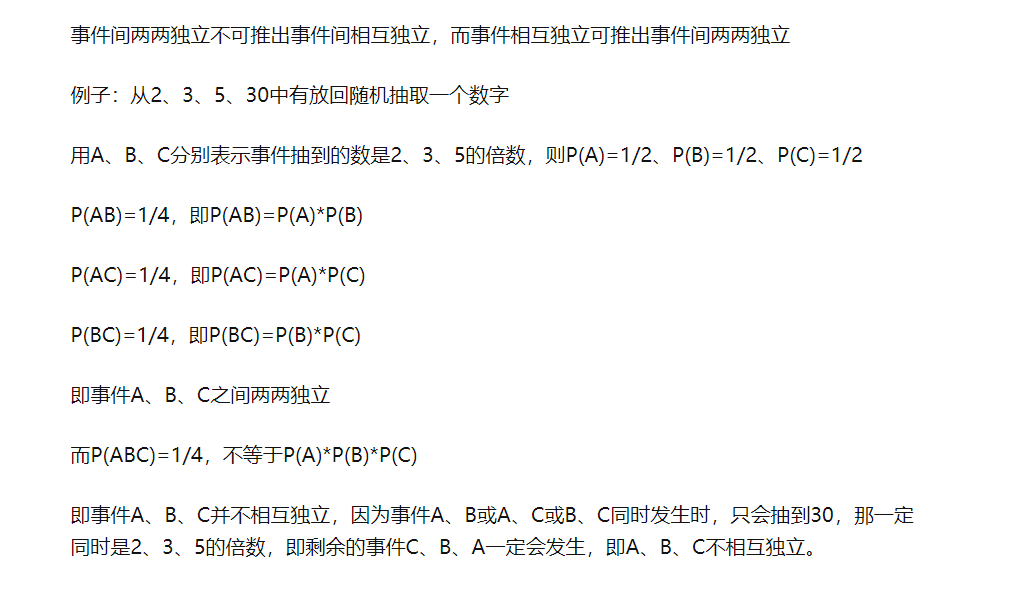 事件间两两独立不可推出事件间相互独立，而事件相互独立可推出事件间两两独立
例子：从2、3、5、30中有放回随机抽取一个数字
用A、B、C分别表示事件抽到的数是2、3、5的倍数，则P(A)=1/2、P(B)=1/2、P(C)=1/2
P(AB)=1/4，即P(AB)=P(A)*P(B)
P(AC)=1/4，即P(AC)=P(A)*P(C)
P(BC)=1/4，即P(BC)=P(B)*P(C)
即事件A、B、C之间两两独立
而P(ABC)=1/4，不等于P(A)*P(B)*P(C)
即事件A、B、C并不相互独立，因为事件A、B或A、C或B、C同时发生时，只会抽到30，那一定
同时是2、3、5的倍数，即剩余的事件C、B、A一定会发生，即A、B、C不相互独立。